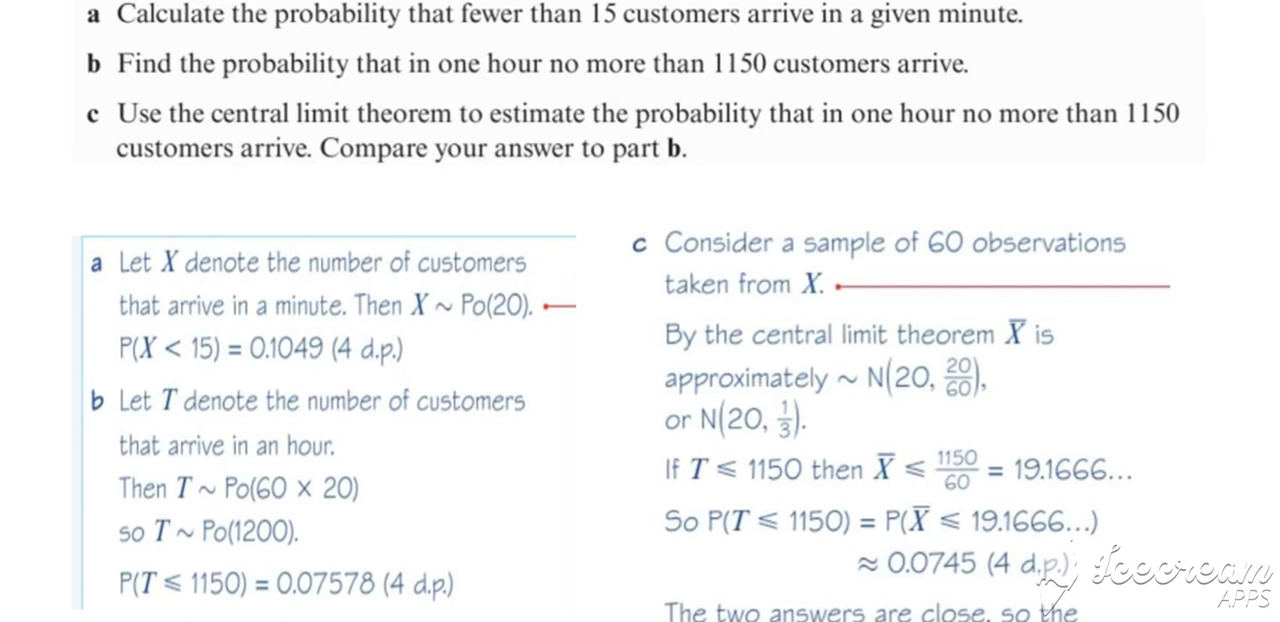 a Calculate the probability that fewer than 15 customers arrive in a given minute.
b Find the probability that in one hour no more than 1150 customers arrive.
c Use the central limit theorem to estimate the probability that in one hour no more than 1150
customers arrive. Compare your answer to part b.
a Let X denote the number of customers
that arrive in a minute. Then X ~ Po(20).
P(X < 15) = 0.1049 (4 d.p.)
b Let T denote the number of customers
that arrive in an hour.
Then T ~ Po(60 × 20)
so T ~ Po(1200).
P(T ⩽ 1150) = 0.07578 (4 d.p.)
c Consider a sample of 60 observations
taken from X.
By the central limit theorem X̅ is
approximately ~ N(20, 20/60),
or N(20, 1/3).
If T ⩽ 1150 then X̅ ⩽ 1150/60 = 19.1666...
So P(T ⩽ 1150) = P(X̅ ⩽ 19.1666...)
≈ 0.0745 (4 d.p.)
The two answers are close, so the
Icecream
APPS